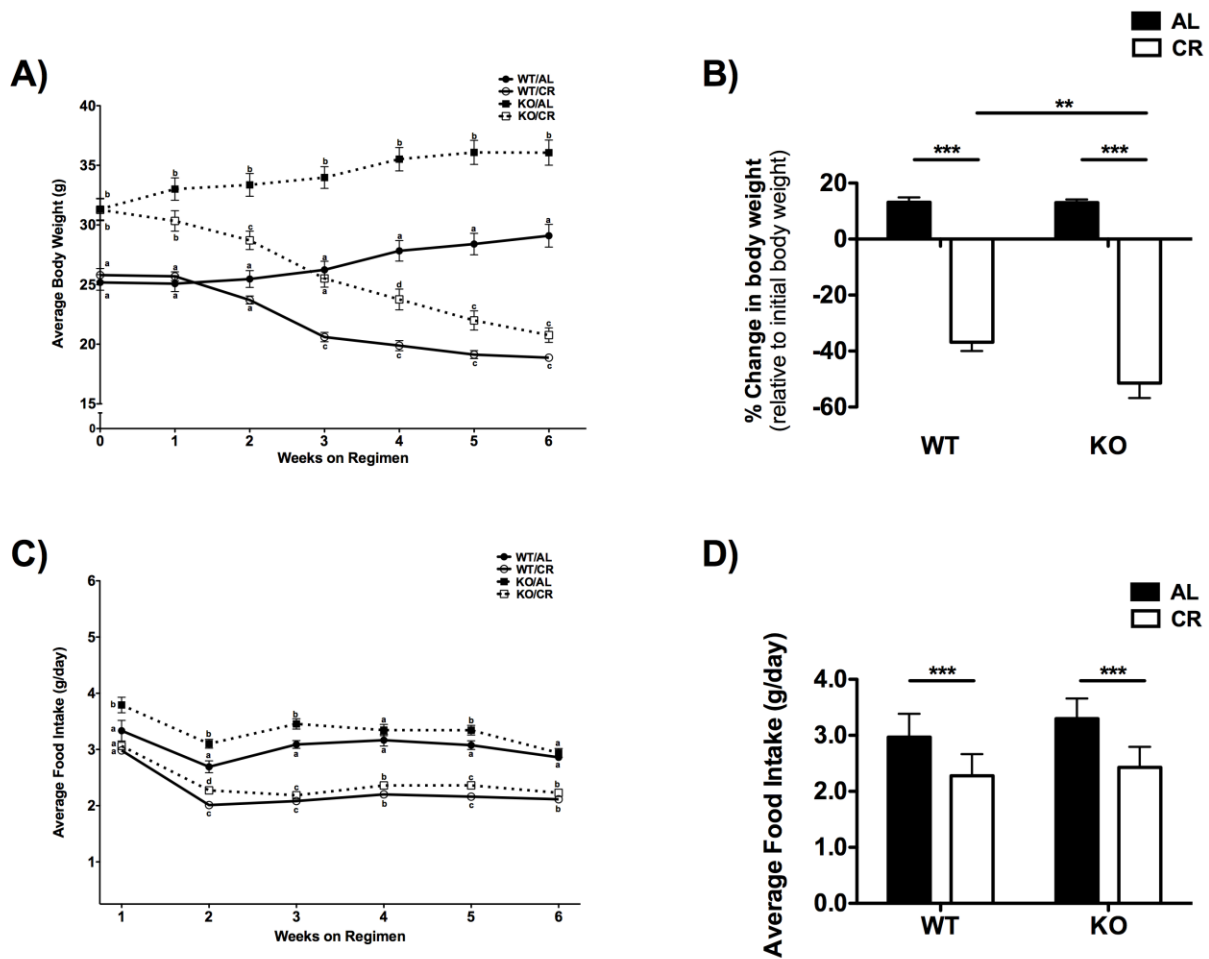 A)
WT/AL
WT/CR
KO/AL
KO/CR
Average Body Weight (g)
40
35
30
25
20
15
0
b b b b b b b
b b c a d c c
a a a a a a a
a a a c c c c
0 1 2 3 4 5 6
Weeks on Regimen
B)
AL
CR
**
*** ***
% Change in body weight
(relative to initial body weight)
20
0
-20
-40
-60
WT KO
C)
WT/AL
WT/CR
KO/AL
KO/CR
Average Food Intake (g/day)
6
5
4
3
2
1
b b b a b a
a a a a a a
a d c b c b
a c c b c b
1 2 3 4 5 6
Weeks on Regimen
D)
AL
CR
*** ***
Average Food Intake (g/day)
4.0
3.0
2.0
1.0
0.0
WT KO